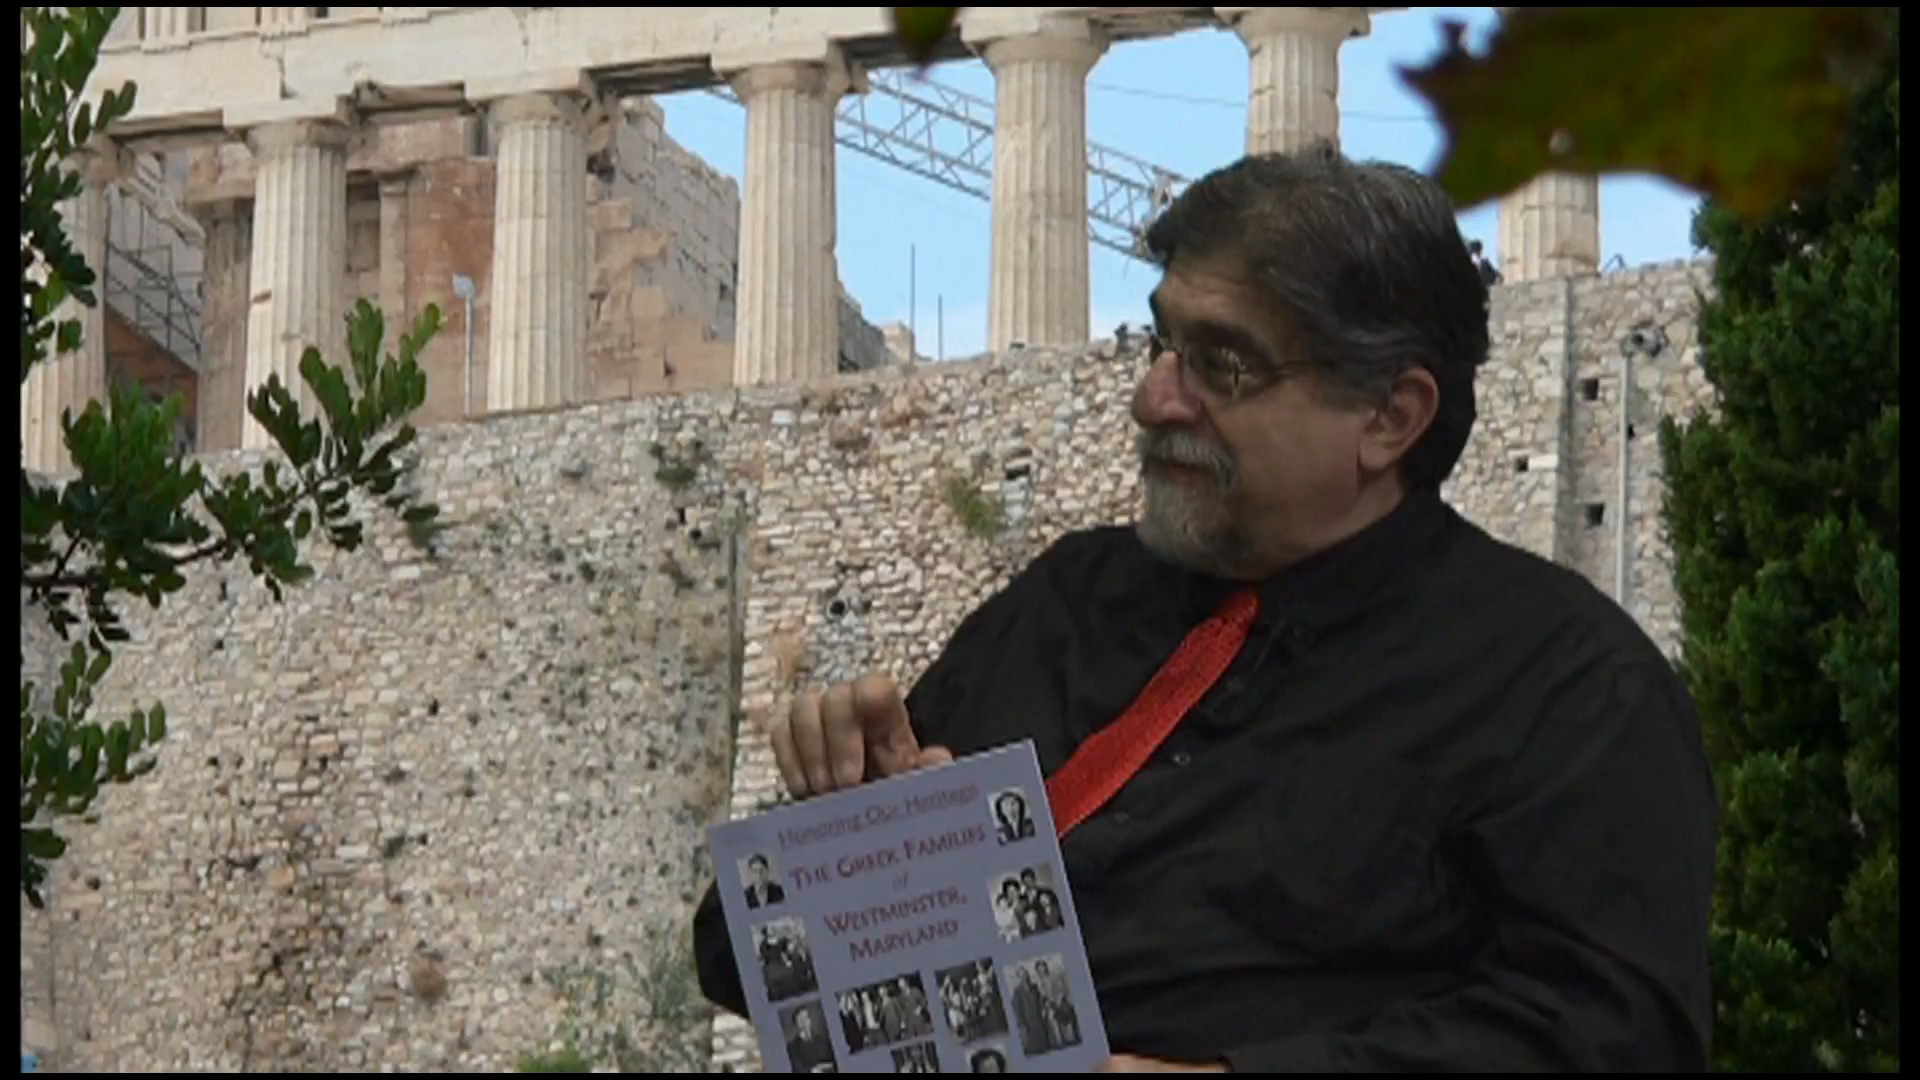 Honoring Our Heritage
THE GREEK FAMILIES
of
WESTMINSTER,
MARYLAND